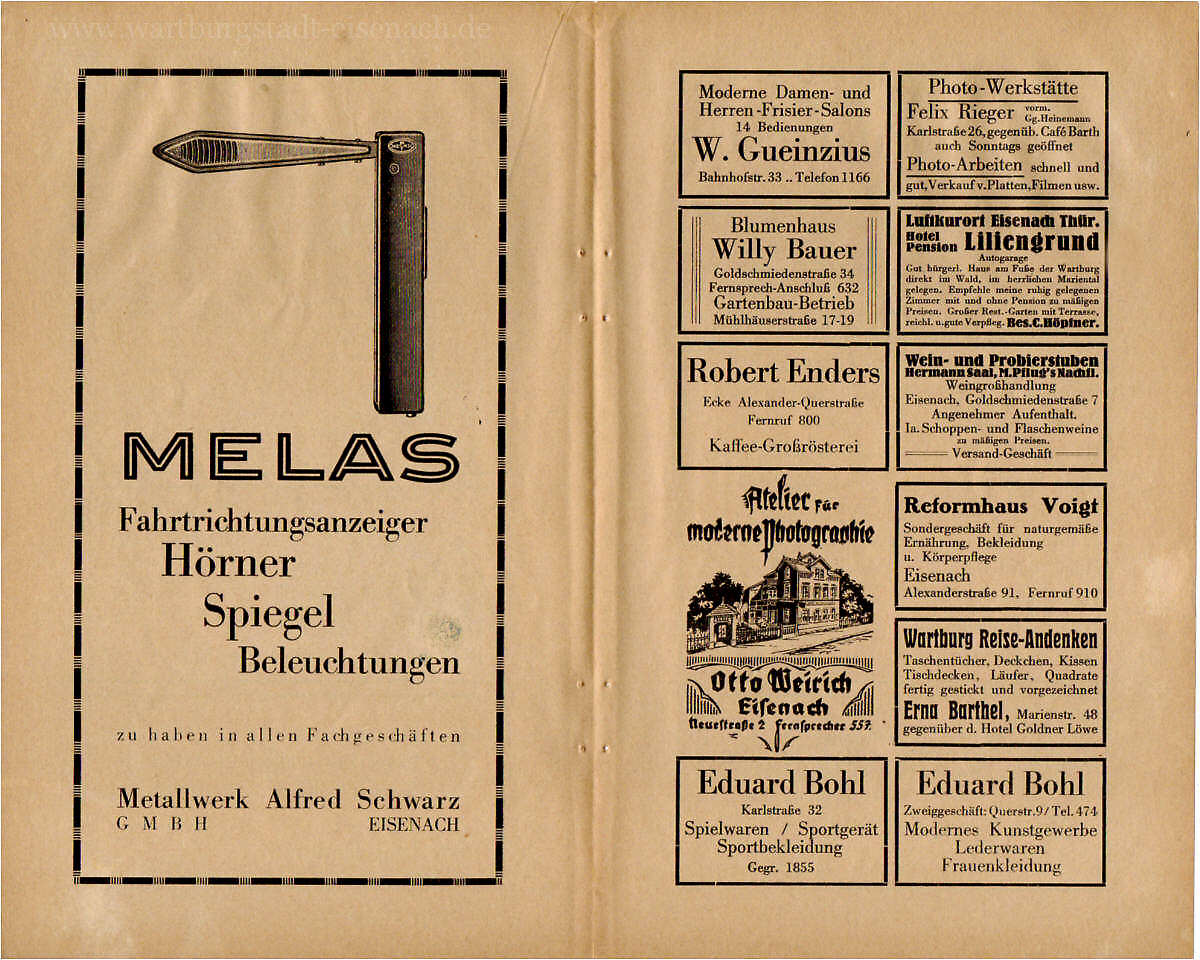 www.wartburgstadt-eisenach.de
MELAS
MELAS
Fahrtrichtungsanzeiger
Hörner
Spiegel
Beleuchtungen
zu haben in allen Fachgeschäften
Metallwerk Alfred Schwarz
GMBH EISENACH
Moderne Damen- und
Herren-Frisier-Salons
14 Bedienungen
W. Gueinzius
Bahnhofstr. 33 .. Telefon 1166
Photo-Werkstätte
Felix Rieger vorm. Gg. Heinemann
Karlstraße 26, gegenüb. Café Barth
auch Sonntags geöffnet
Photo-Arbeiten schnell und
gut, Verkauf v. Platten, Filmen usw.
Blumenhaus
Willy Bauer
Goldschmiedenstraße 34
Fernsprech-Anschluß 632
Gartenbau-Betrieb
Mühlhäuserstraße 17-19
Luftkurort Eisenach Thür.
Hotel Pension Liliengrund
Autogarage
Gut bürgerl. Haus am Fuße der Wartburg
direkt im Wald, im herrlichen Mariental
gelegen. Empfehle meine ruhig gelegenen
Zimmer mit und ohne Pension zu mäßigen
Preisen. Großer Rest.-Garten mit Terrasse,
reichl. u. gute Verpfleg. Bes. C. Höpfner.
Robert Enders
Ecke Alexander-Querstraße
Fernruf 800
Kaffee-Großrösterei
Wein- und Probierstuben
Hermann Saal, M. Pflug's Nachfl.
Weingroßhandlung
Eisenach, Goldschmiedenstraße 7
Angenehmer Aufenthalt.
Ia. Schoppen- und Flaschenweine
zu mäßigen Preisen.
Versand-Geschäft
Atelier für
moderne Photographie
Otto Weirich
Eisenach
Neuestraße 2 Fernsprecher 557.
Reformhaus Voigt
Sondergeschäft für naturgemäße
Ernährung, Bekleidung
u. Körperpflege
Eisenach
Alexanderstraße 91, Fernruf 910
Wartburg Reise-Andenken
Taschentücher, Deckchen, Kissen
Tischdecken, Läufer, Quadrate
fertig gestickt und vorgezeichnet
Erna Barthel, Marienstr. 48
gegenüber d. Hotel Goldner Löwe
Eduard Bohl
Karlstraße 32
Spielwaren / Sportgerät
Sportbekleidung
Gegr. 1855
Eduard Bohl
Zweiggeschäft: Querstr. 9 / Tel. 474
Modernes Kunstgewerbe
Lederwaren
Frauenkleidung